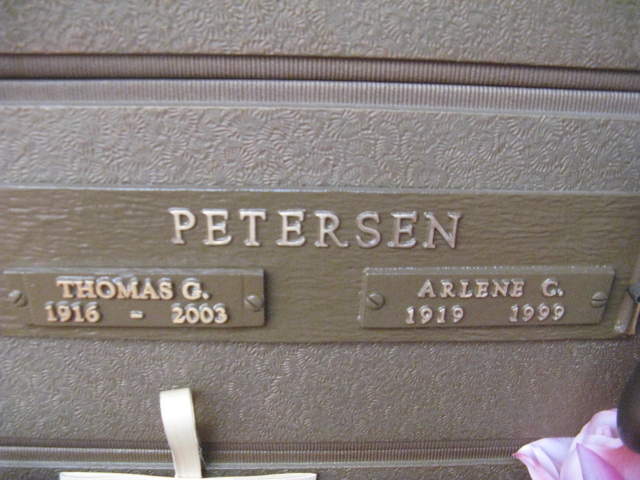 PETERSEN
THOMAS G.
1916 - 2003
ARLENE C.
1919 1999